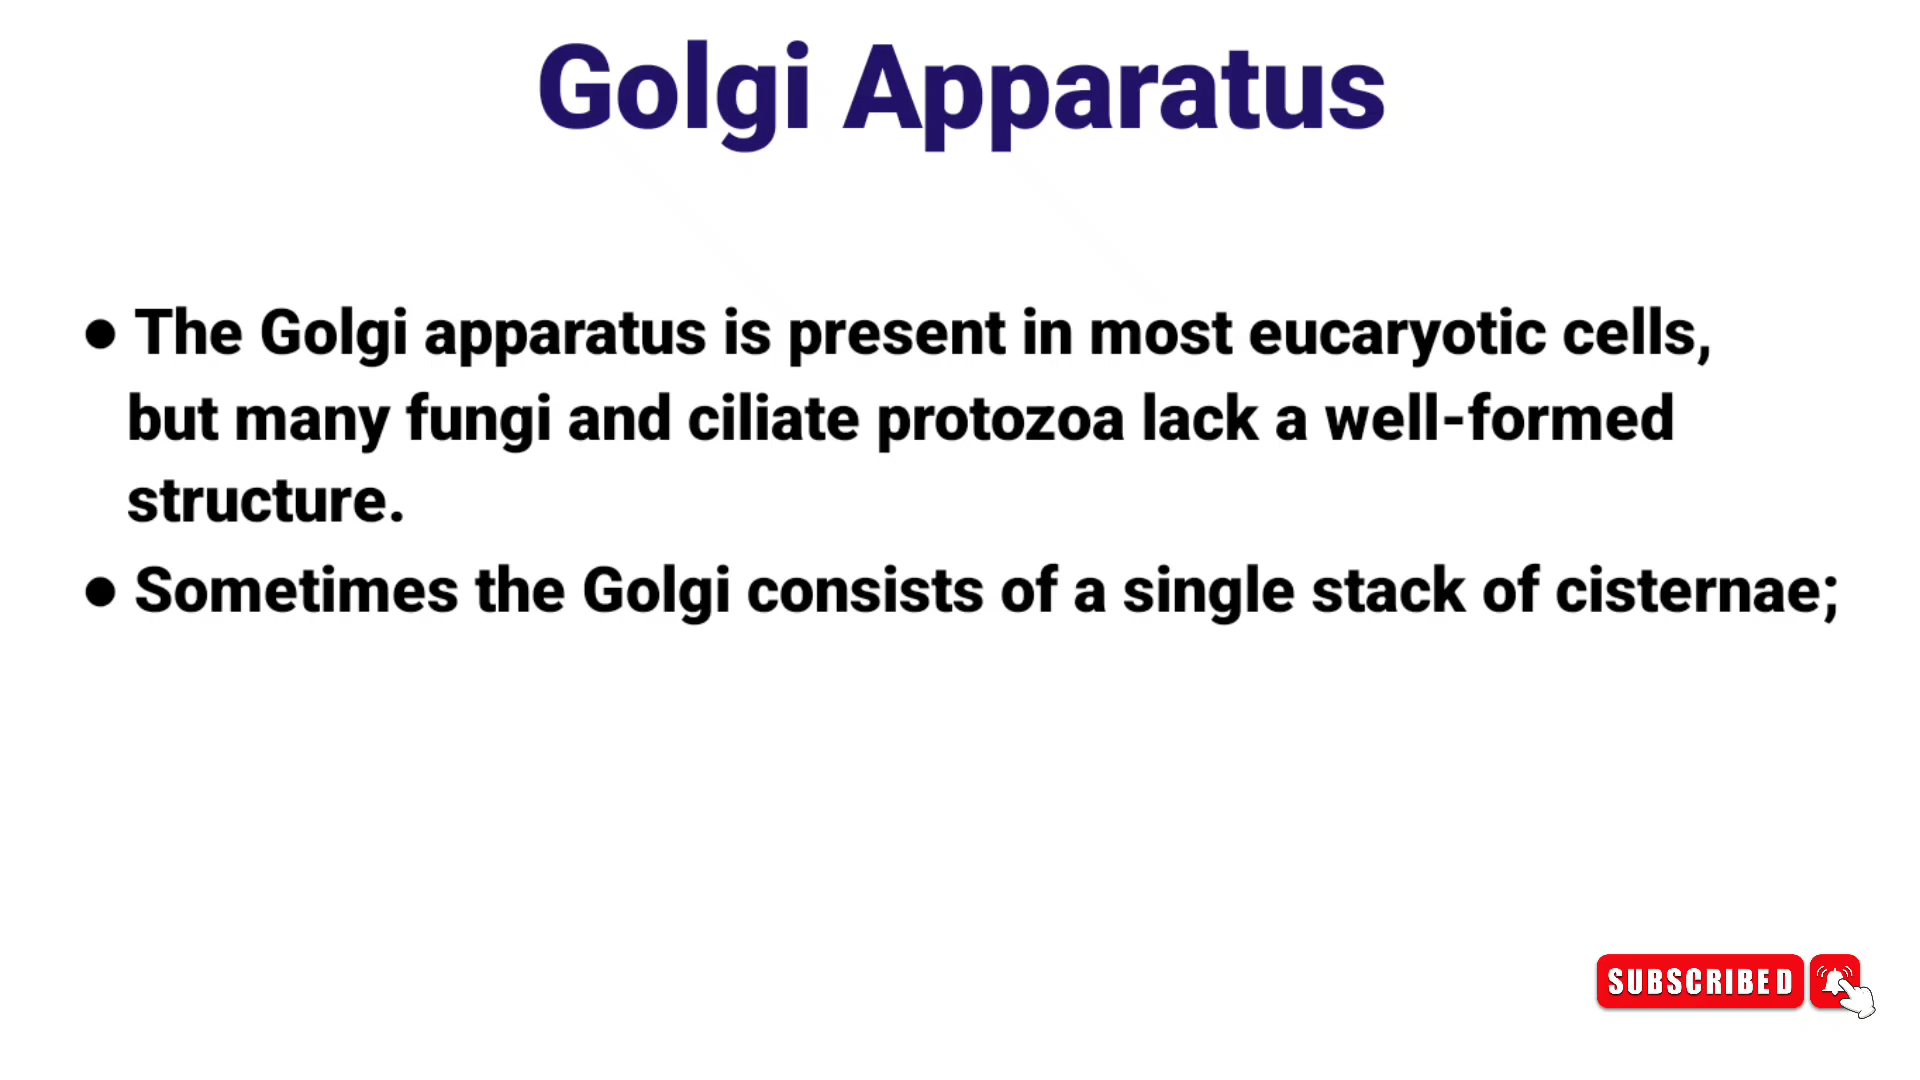 Golgi Apparatus
● The Golgi apparatus is present in most eucaryotic cells,
but many fungi and ciliate protozoa lack a well-formed
structure.
● Sometimes the Golgi consists of a single stack of cisternae;
SUBSCRIBED